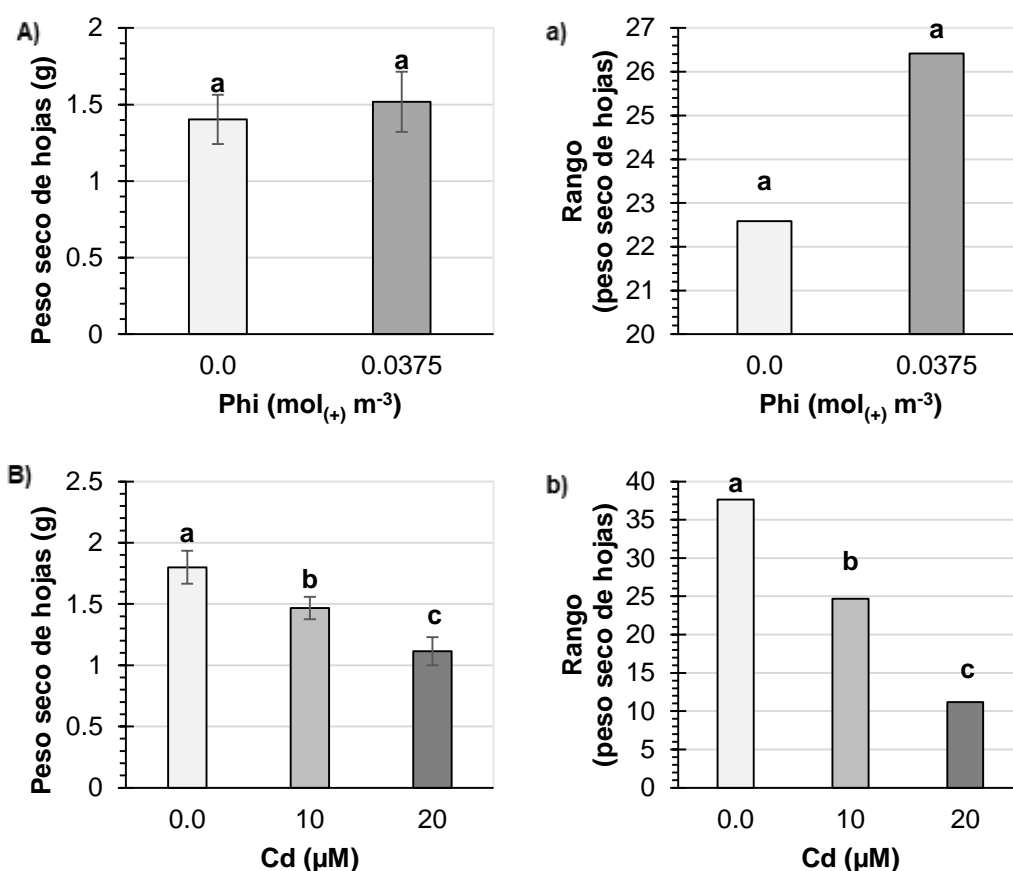 A)
Peso seco de hojas (g)
2
1.5
1
0.5
0
a
a
0.0
0.0375
Phi (mol(+) m-3)
a)
Rango
(peso seco de hojas)
27
26
25
24
23
22
21
20
a
a
0.0
0.0375
Phi (mol(+) m-3)
B)
Peso seco de hojas (g)
2.5
2
1.5
1
0.5
0
a
b
c
0.0
10
20
Cd (µM)
b)
Rango
(peso seco de hojas)
40
35
30
25
20
15
10
5
0
a
b
c
0.0
10
20
Cd (µM)